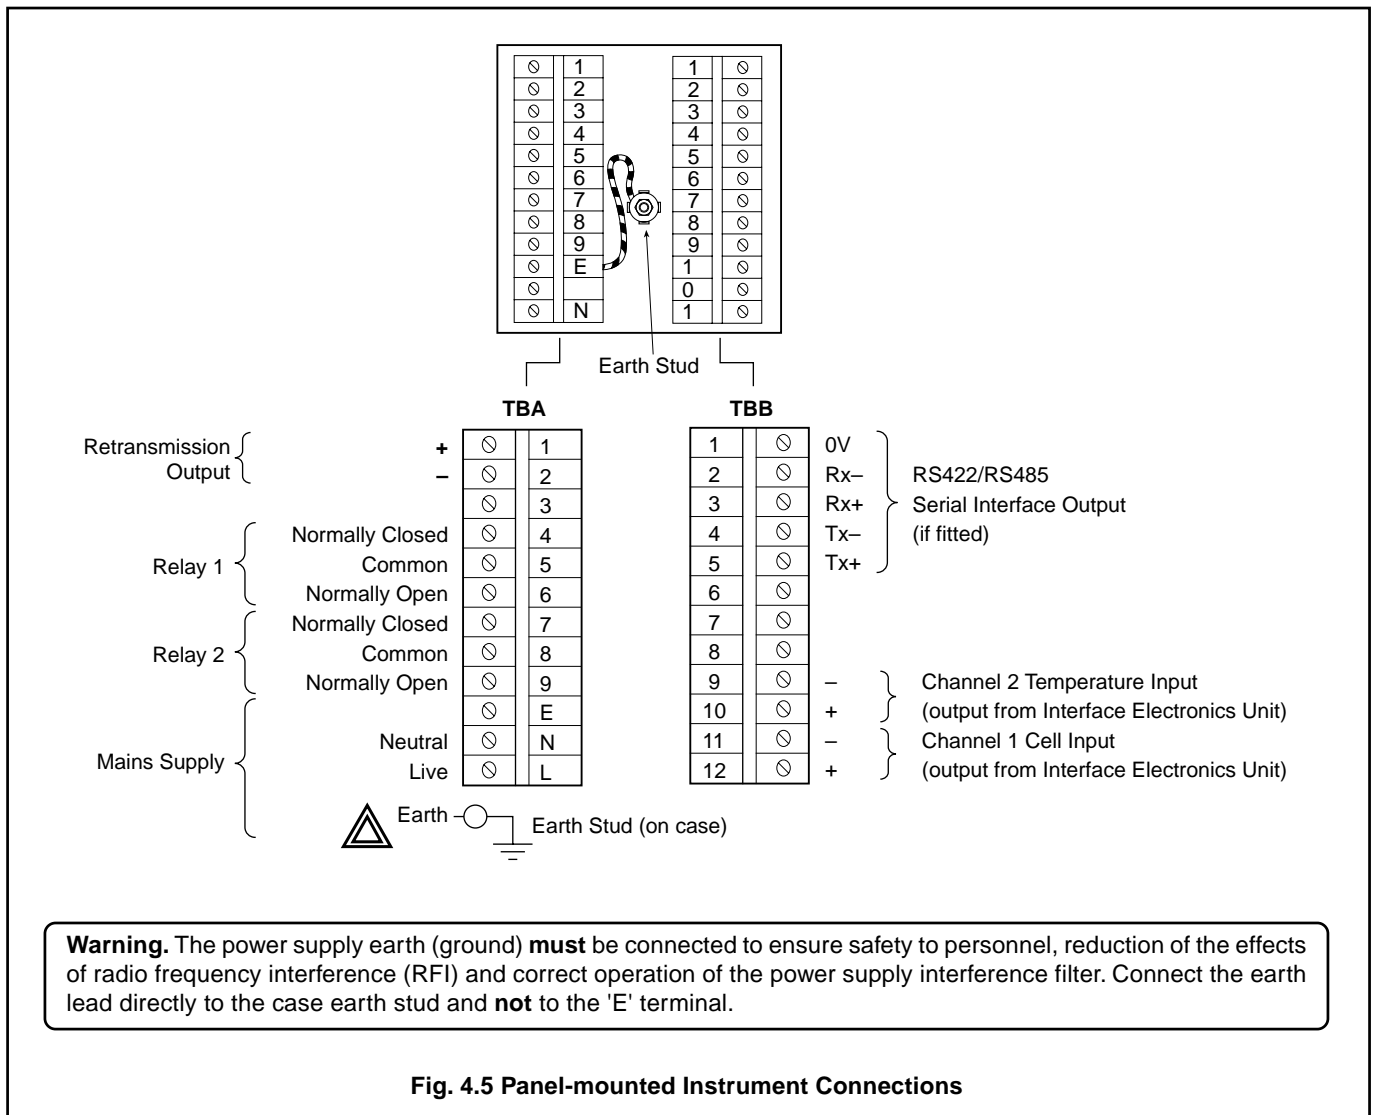 1 1
2 2
3 3
4 4
5 5
6 6
7 7
8 8
9 9
E 1
0
N 1
Earth Stud
TBA TBB
Retransmission Output
+ 1
– 2
3
Relay 1
Normally Closed 4
Common 5
Normally Open 6
Relay 2
Normally Closed 7
Common 8
Normally Open 9
Mains Supply
E
Neutral N
Live L
Earth Earth Stud (on case)
1 0V
2 Rx–
3 Rx+
4 Tx–
5 Tx+
RS422/RS485
Serial Interface Output
(if fitted)
6
7
8
9 –
10 +
Channel 2 Temperature Input
(output from Interface Electronics Unit)
11 –
12 +
Channel 1 Cell Input
(output from Interface Electronics Unit)
Warning. The power supply earth (ground) must be connected to ensure safety to personnel, reduction of the effects
of radio frequency interference (RFI) and correct operation of the power supply interference filter. Connect the earth
lead directly to the case earth stud and not to the 'E' terminal.
Fig. 4.5 Panel-mounted Instrument Connections